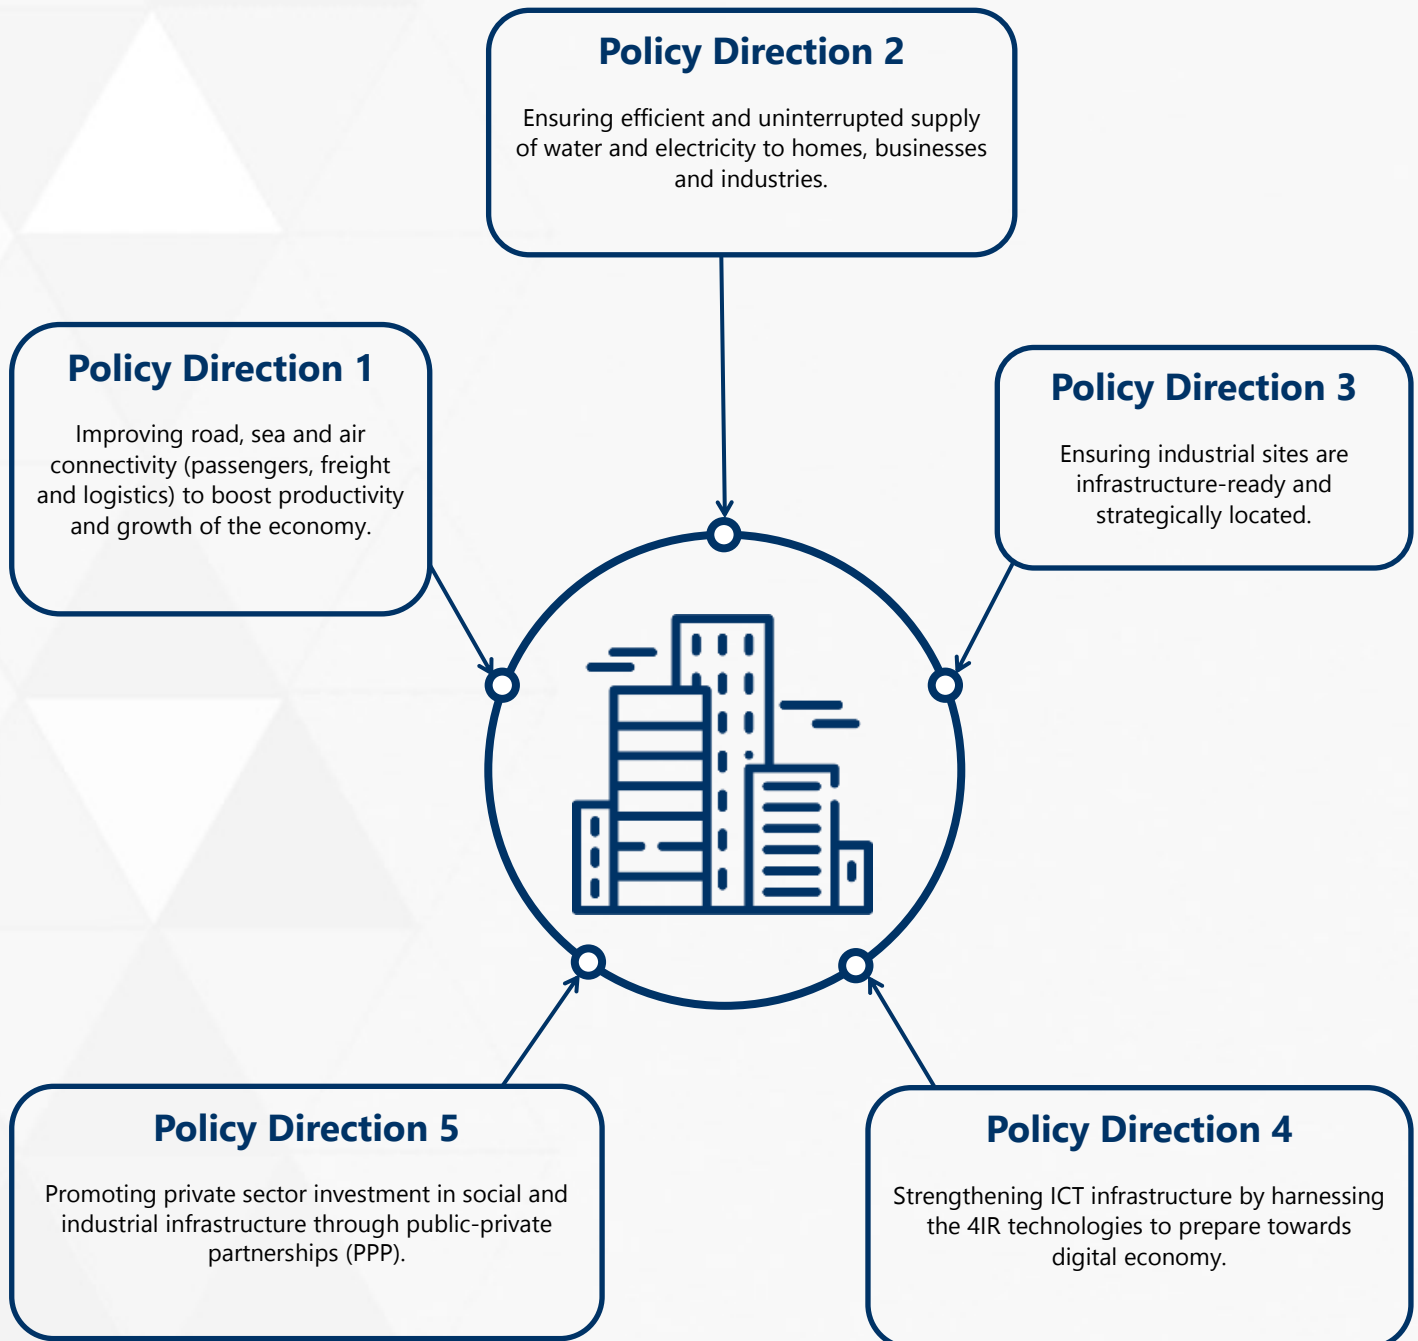 Policy Direction 2
Ensuring efficient and uninterrupted supply
of water and electricity to homes, businesses
and industries.
Policy Direction 1
Improving road, sea and air
connectivity (passengers, freight
and logistics) to boost productivity
and growth of the economy.
Policy Direction 3
Ensuring industrial sites are
infrastructure-ready and
strategically located.
Policy Direction 5
Promoting private sector investment in social and
industrial infrastructure through public-private
partnerships (PPP).
Policy Direction 4
Strengthening ICT infrastructure by harnessing
the 4IR technologies to prepare towards
digital economy.